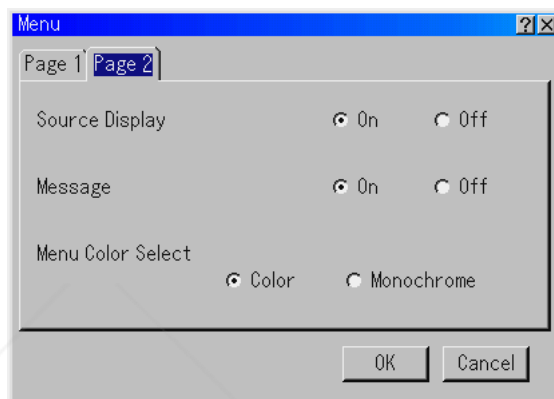 Menu ? ×
Page 1 Page 2
Source Display On Off
Message On Off
Menu Color Select
Color Monochrome
OK Cancel